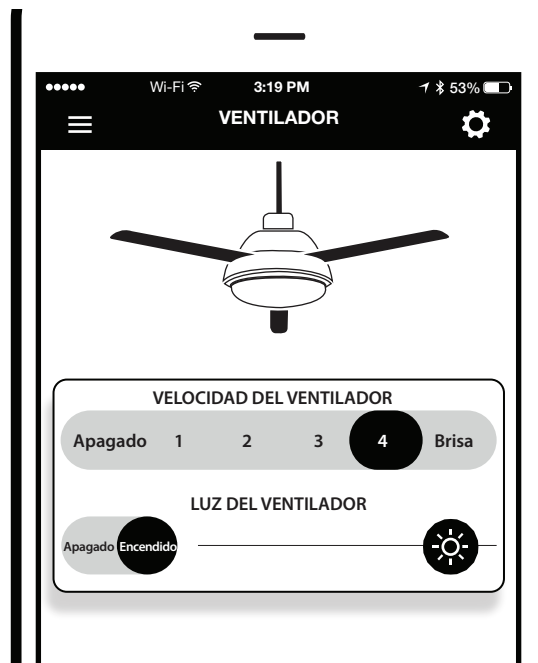 Wi-Fi 3:19 PM 53%
VENTILADOR
VELOCIDAD DEL VENTILADOR
Apagado 1 2 3 4 Brisa
LUZ DEL VENTILADOR
Apagado Encendido